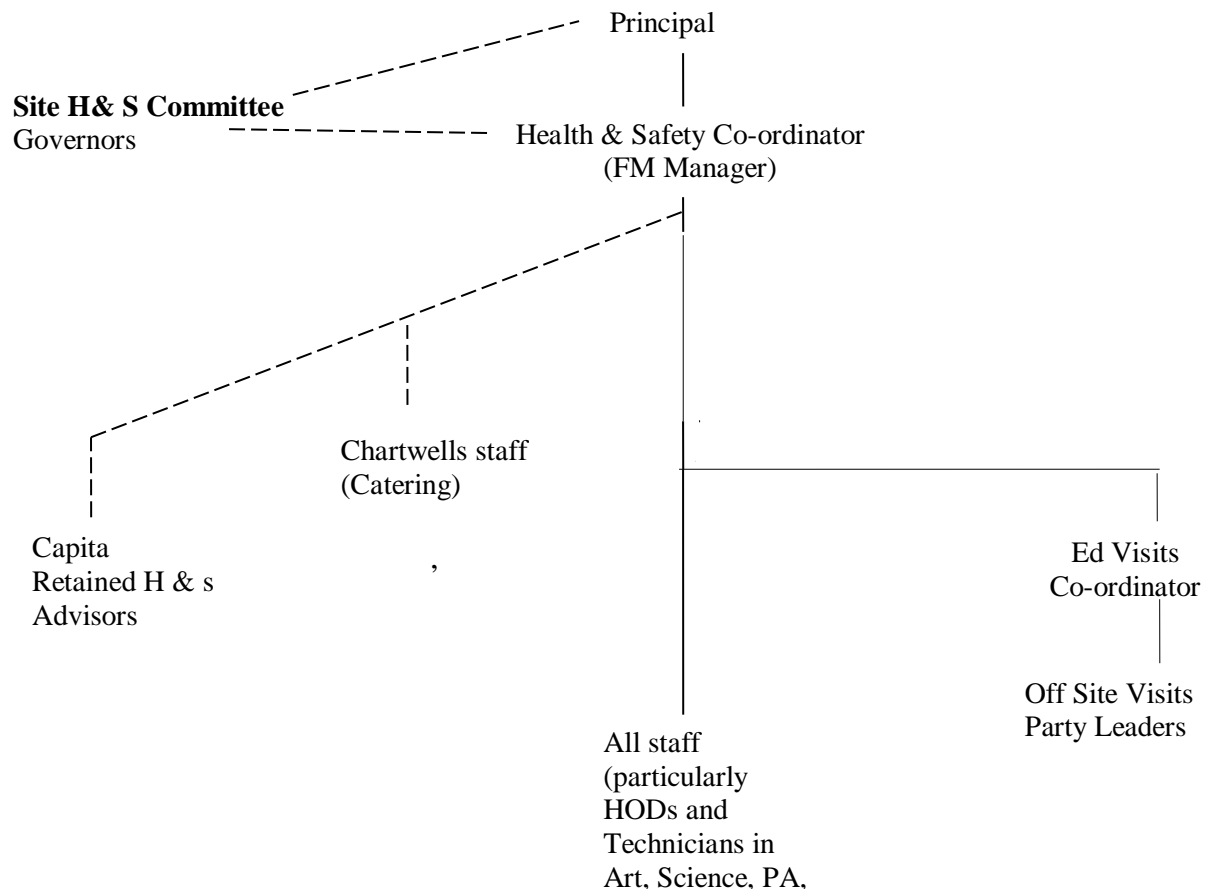 Principal
Site H& S Committee
Governors
Health & Safety Co-ordinator
(FM Manager)
Chartwells staff
(Catering)
Capita
Retained H & s
Advisors
,
Ed Visits
Co-ordinator
Off Site Visits
Party Leaders
All staff
(particularly
HODs and
Technicians in
Art, Science, PA,